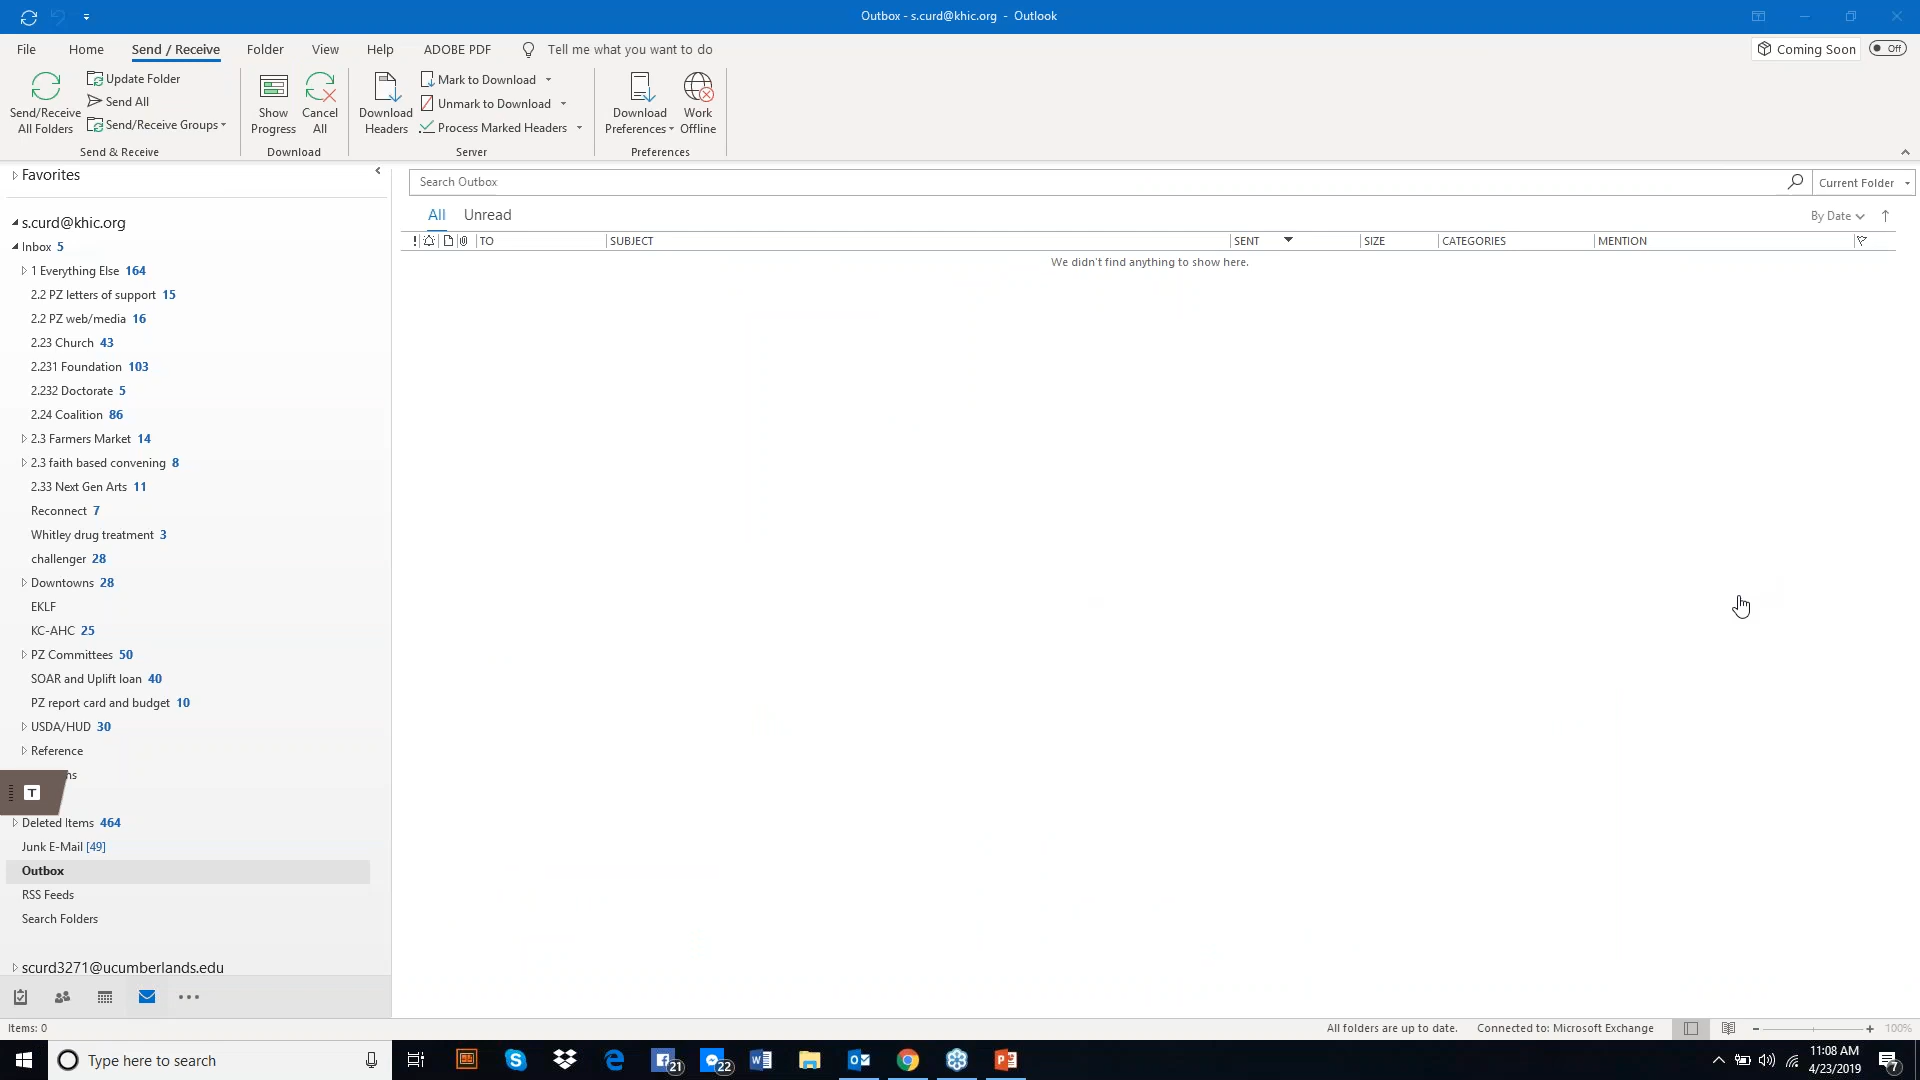 Outbox - s.curd@khic.org - Outlook
File Home Send / Receive Folder View Help ADOBE PDF Tell me what you want to do Coming Soon Off
Send/Receive All Folders
Update Folder
Send All
Send/Receive Groups
Send & Receive
Show Progress
Cancel All
Download
Download Headers
Mark to Download
Unmark to Download
Process Marked Headers
Server
Download Preferences
Work Offline
Preferences
Favorites
s.curd@khic.org
Inbox 5
1 Everything Else 164
2.2 PZ letters of support 15
2.2 PZ web/media 16
2.23 Church 43
2.231 Foundation 103
2.232 Doctorate 5
2.24 Coalition 86
2.3 Farmers Market 14
2.3 faith based convening 8
2.33 Next Gen Arts 11
Reconnect 7
Whitley drug treatment 3
challenger 28
Downtowns 28
EKLF
KC-AHC 25
PZ Committees 50
SOAR and Uplift loan 40
PZ report card and budget 10
USDA/HUD 30
Reference
T
Deleted Items 464
Junk E-Mail [49]
Outbox
RSS Feeds
Search Folders
scurd3271@ucumberlands.edu
Search Outbox Current Folder
All Unread By Date
! TO SUBJECT SENT SIZE CATEGORIES MENTION
We didn't find anything to show here.
Items: 0 All folders are up to date. Connected to: Microsoft Exchange 100%
Type here to search 21 22 11:08 AM 7
4/23/2019